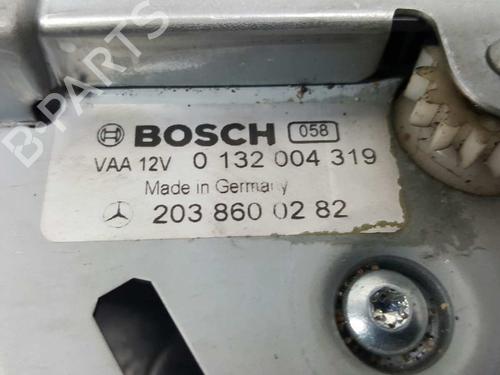 BOSCH 058
VAA 12V 0 132 004 319
Made in Germany
203 860 02 82
B-PARTS